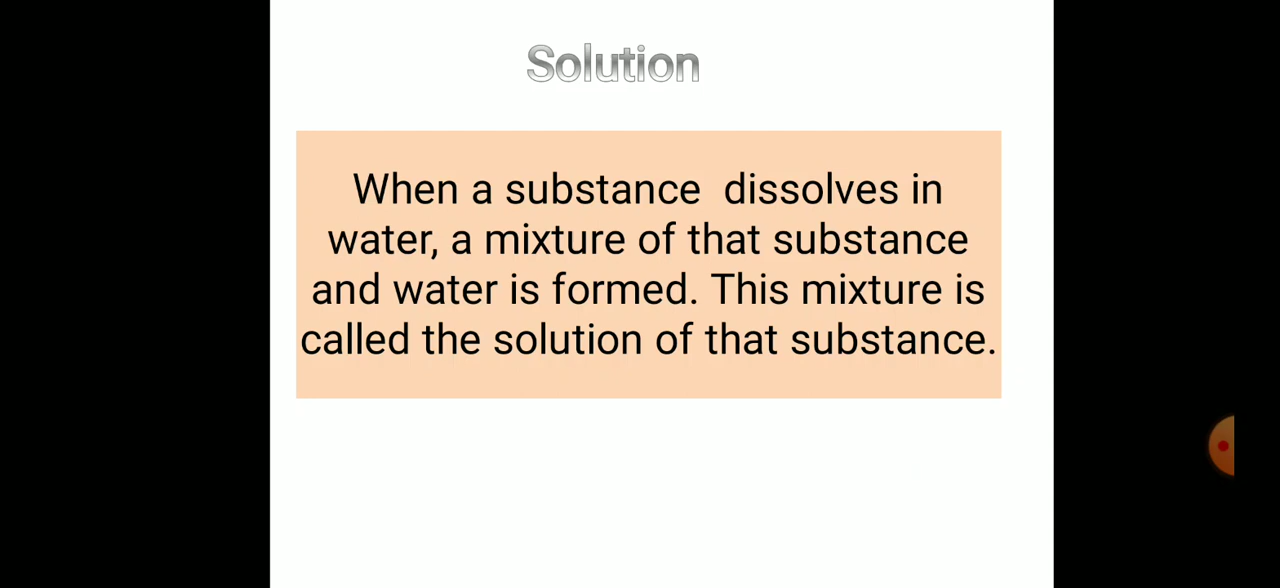 Solution
When a substance  dissolves in
water, a mixture of that substance
and water is formed. This mixture is
called the solution of that substance.